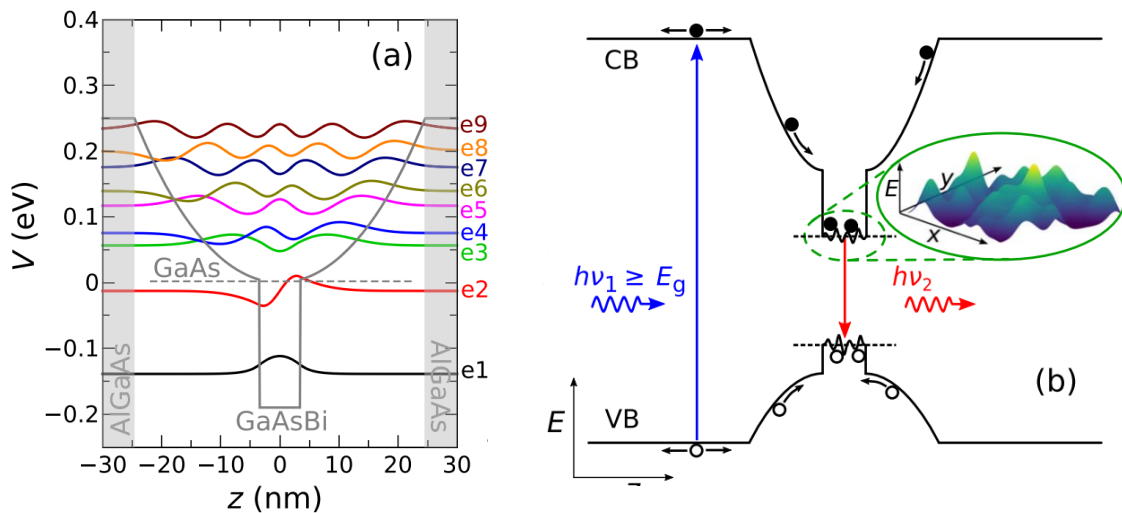 (a)
V (eV)
0.4
0.3
0.2
0.1
0
−0.1
−0.2
e9
e8
e7
e6
e5
e4
e3
e2
e1
GaAs
GaAsBi
AlGaAs
AlGaAs
−30 −20 −10 0 10 20 30
z (nm)
CB
E
y
x
hν₁ ≥ E_g
hν₂
(b)
E
VB